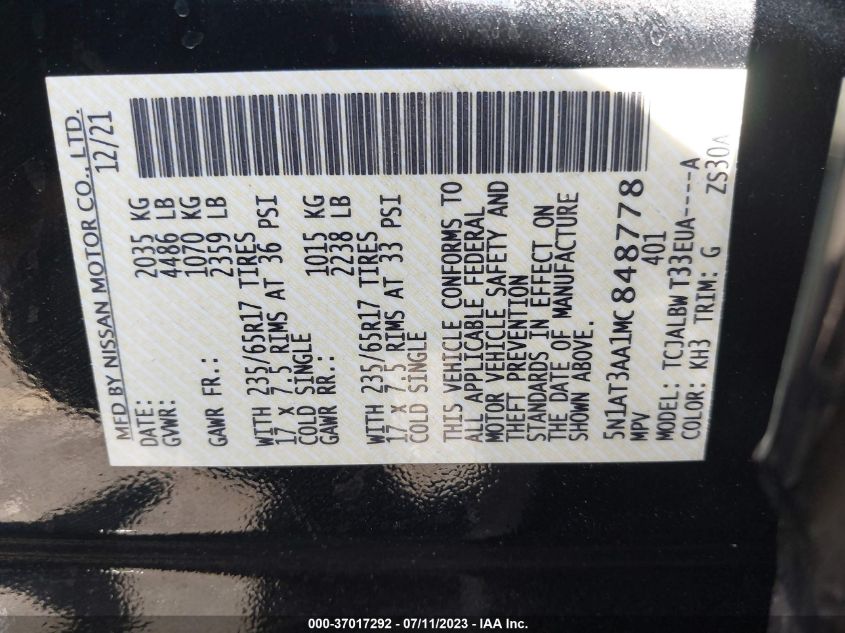 MFD BY NISSAN MOTOR CO., LTD.
DATE: 12/21
GVWR: 2035 KG
4486 LB
GAWR FR.: 1070 KG
2359 LB
WITH 235/65R17 TIRES
17 X 7.5 RIMS AT 36 PSI
COLD SINGLE
GAWR RR.: 1015 KG
2238 LB
WITH 235/65R17 TIRES
17 X 7.5 RIMS AT 33 PSI
COLD SINGLE
THIS VEHICLE CONFORMS TO
ALL APPLICABLE FEDERAL
MOTOR VEHICLE SAFETY AND
THEFT PREVENTION
STANDARDS IN EFFECT ON
THE DATE OF MANUFACTURE
SHOWN ABOVE.
5N1AT3AA1MC848778
MPV 401
MODEL: TCJALBW T33EUA----A
COLOR: KH3 TRIM: G ZS30A
000-37017292 - 07/11/2023 - IAA Inc.